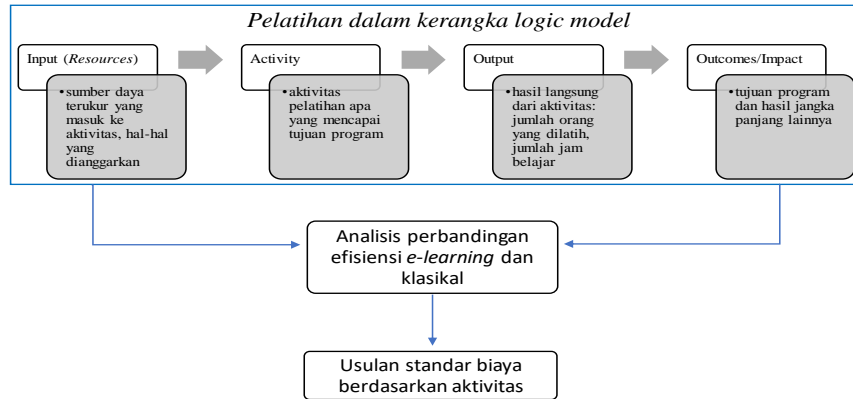 Pelatihan dalam kerangka logic model
Input (Resources)
•sumber daya
terukur yang
masuk ke
aktivitas, hal-hal
yang
dianggarkan
Activity
•aktivitas
pelatihan apa
yang mencapai
tujuan program
Output
•hasil langsung
dari aktivitas:
jumlah orang
yang dilatih,
jumlah jam
belajar
Outcomes/Impact
•tujuan program
dan hasil jangka
panjang lainnya
Analisis perbandingan
efisiensi e-learning dan
klasikal
Usulan standar biaya
berdasarkan aktivitas